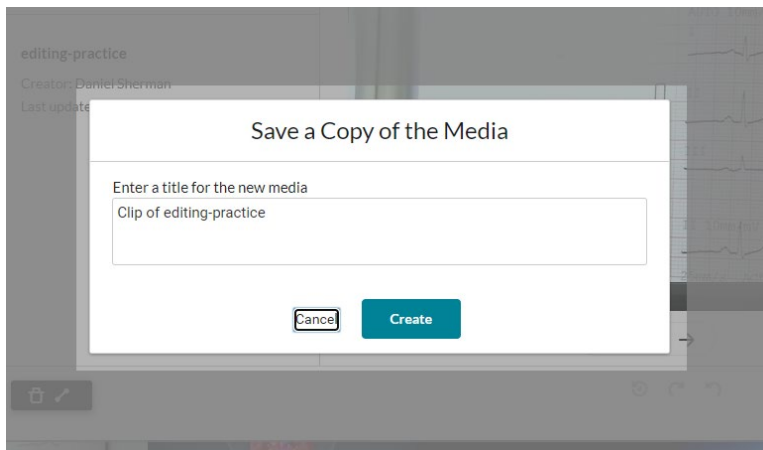 editing-practice
Creator: Daniel Sherman
Last update
Save a Copy of the Media
Enter a title for the new media
Clip of editing-practice
Cancel
Create